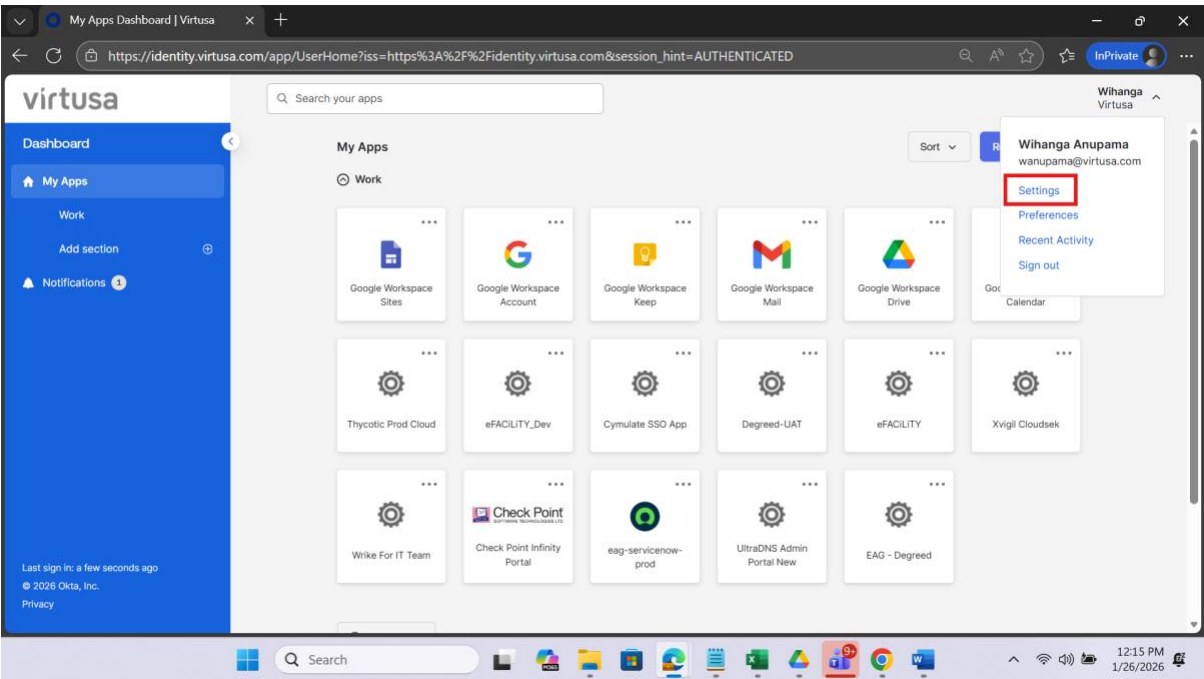 My Apps Dashboard | Virtusa
https://identity.virtusa.com/app/UserHome?iss=https%3A%2F%2Fidentity.virtusa.com&session_hint=AUTHENTICATED
InPrivate
virtusa
Search your apps
Wihanga
Virtusa
Dashboard
My Apps
Work
Add section
Notifications 1
My Apps
Sort
Work
Wihanga Anupama
wanupama@virtusa.com
Settings
Preferences
Recent Activity
Sign out
Google Workspace
Sites
Google Workspace
Account
Google Workspace
Keep
Google Workspace
Mail
Google Workspace
Drive
Calendar
Thycotic Prod Cloud
eFACiLiTY_Dev
Cymulate SSO App
Degreed-UAT
eFACiLiTY
Xvigil Cloudsek
Wrike For IT Team
Check Point
SOFTWARE TECHNOLOGIES LTD
Check Point Infinity
Portal
eag-servicenow-
prod
UltraDNS Admin
Portal New
EAG - Degreed
Last sign in: a few seconds ago
© 2026 Okta, Inc.
Privacy
Search
M365
9+
12:15 PM
1/26/2026